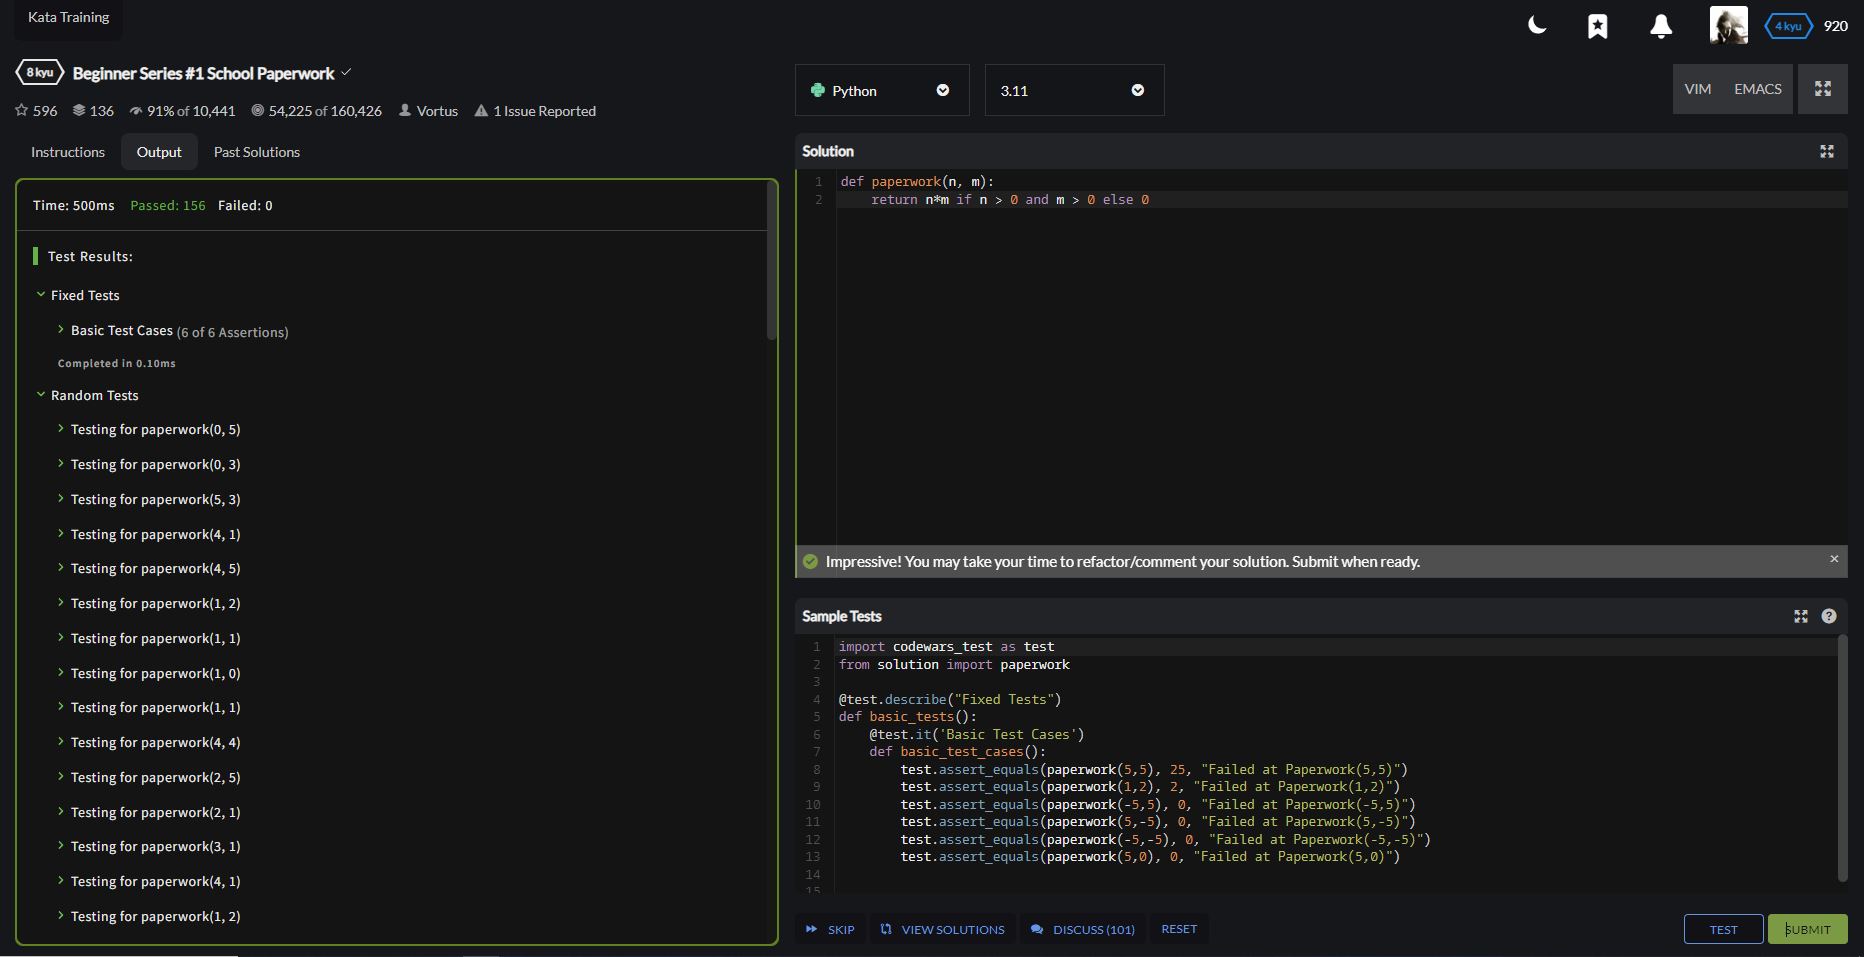 Kata Training
4 kyu 920
8 kyu Beginner Series #1 School Paperwork
596 136 91% of 10,441 54,225 of 160,426 Vortus 1 Issue Reported
Instructions Output Past Solutions
Time: 500ms Passed: 156 Failed: 0
Test Results:
Fixed Tests
Basic Test Cases (6 of 6 Assertions)
Completed in 0.10ms
Random Tests
Testing for paperwork(0, 5)
Testing for paperwork(0, 3)
Testing for paperwork(5, 3)
Testing for paperwork(4, 1)
Testing for paperwork(4, 5)
Testing for paperwork(1, 2)
Testing for paperwork(1, 1)
Testing for paperwork(1, 0)
Testing for paperwork(1, 1)
Testing for paperwork(4, 4)
Testing for paperwork(2, 5)
Testing for paperwork(2, 1)
Testing for paperwork(3, 1)
Testing for paperwork(4, 1)
Testing for paperwork(1, 2)
Python 3.11 VIM EMACS
Solution
1 def paperwork(n, m):
2     return n*m if n > 0 and m > 0 else 0
Impressive! You may take your time to refactor/comment your solution. Submit when ready. ×
Sample Tests ?
1 import codewars_test as test
2 from solution import paperwork
3
4 @test.describe("Fixed Tests")
5 def basic_tests():
6     @test.it('Basic Test Cases')
7     def basic_test_cases():
8         test.assert_equals(paperwork(5,5), 25, "Failed at Paperwork(5,5)")
9         test.assert_equals(paperwork(1,2), 2, "Failed at Paperwork(1,2)")
10         test.assert_equals(paperwork(-5,5), 0, "Failed at Paperwork(-5,5)")
11         test.assert_equals(paperwork(5,-5), 0, "Failed at Paperwork(5,-5)")
12         test.assert_equals(paperwork(-5,-5), 0, "Failed at Paperwork(-5,-5)")
13         test.assert_equals(paperwork(5,0), 0, "Failed at Paperwork(5,0)")
14
15
SKIP VIEW SOLUTIONS DISCUSS (101) RESET TEST SUBMIT